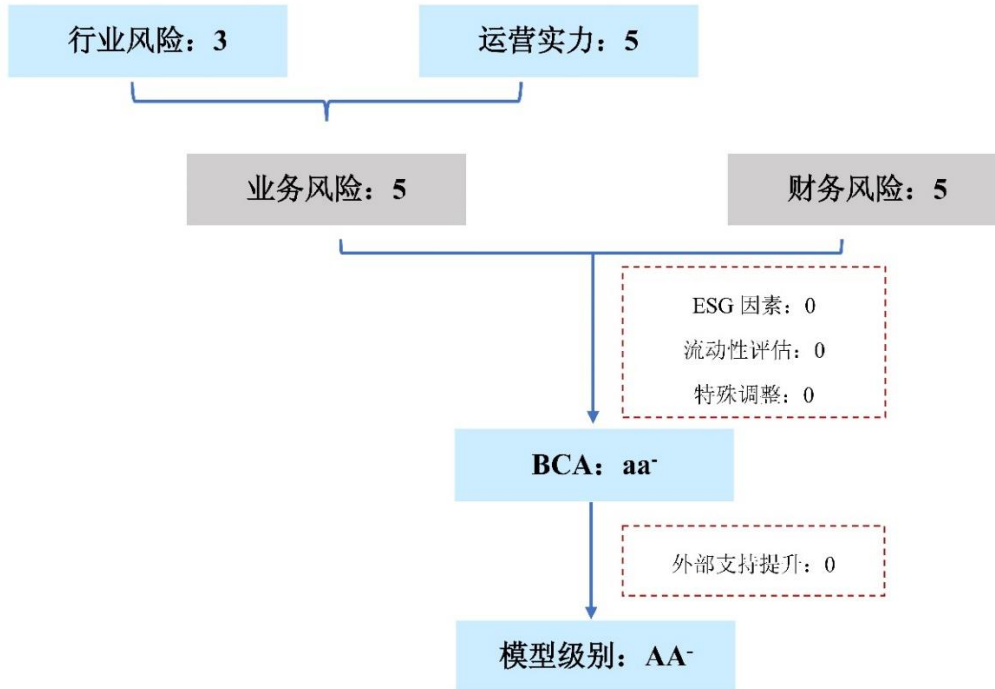 行业风险：3
运营实力：5
业务风险：5
财务风险：5
ESG 因素：0
流动性评估：0
特殊调整：0
BCA：aa-
外部支持提升：0
模型级别：AA-